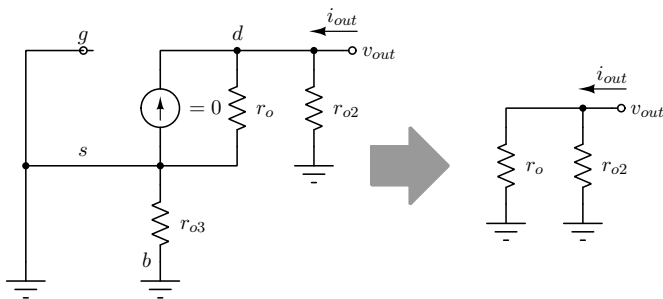 g
d
i_out
v_out
= 0
r_o
r_o2
s
r_o3
b
i_out
v_out
r_o
r_o2